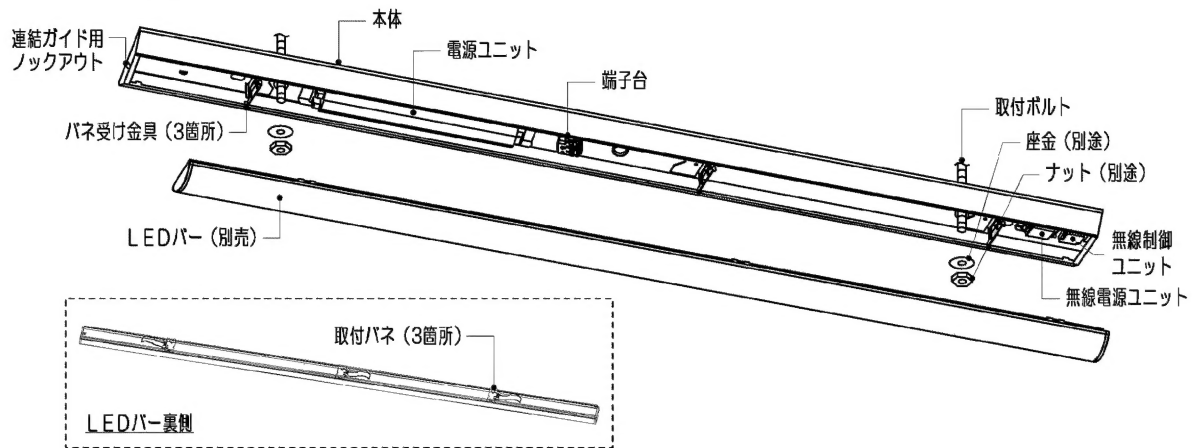 本体
連結ガイド用
ノックアウト
電源ユニット
端子台
取付ボルト
バネ受け金具（3箇所）
座金（別途）
ナット（別途）
LEDバー（別売）
無線制御
ユニット
無線電源ユニット
取付バネ（3箇所）
LEDバー裏側